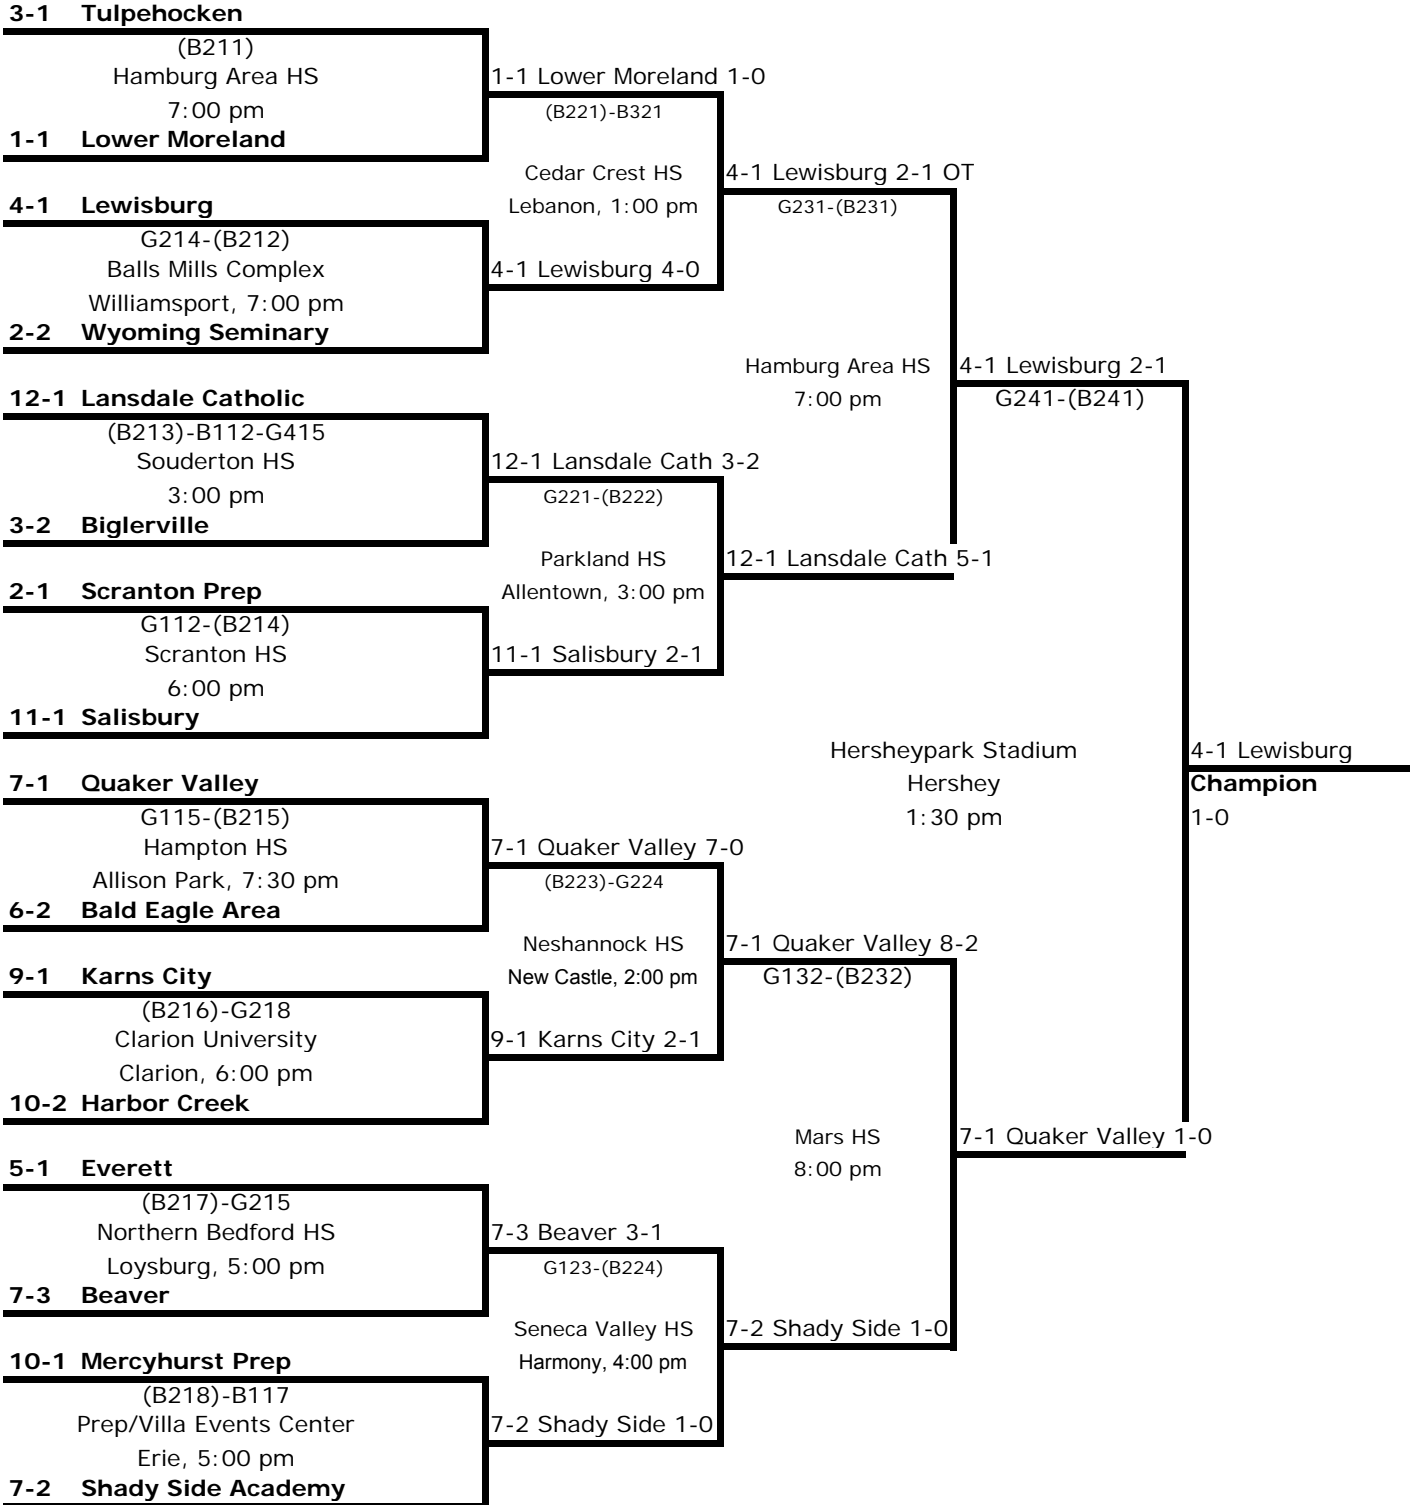 3-1 Tulpehocken
(B211)
Hamburg Area HS
7:00 pm
1-1 Lower Moreland
4-1 Lewisburg
G214-(B212)
Balls Mills Complex
Williamsport, 7:00 pm
2-2 Wyoming Seminary
12-1 Lansdale Catholic
(B213)-B112-G415
Souderton HS
3:00 pm
3-2 Biglerville
2-1 Scranton Prep
G112-(B214)
Scranton HS
6:00 pm
11-1 Salisbury
7-1 Quaker Valley
G115-(B215)
Hampton HS
Allison Park, 7:30 pm
6-2 Bald Eagle Area
9-1 Karns City
(B216)-G218
Clarion University
Clarion, 6:00 pm
10-2 Harbor Creek
5-1 Everett
(B217)-G215
Northern Bedford HS
Loysburg, 5:00 pm
7-3 Beaver
10-1 Mercyhurst Prep
(B218)-B117
Prep/Villa Events Center
Erie, 5:00 pm
7-2 Shady Side Academy
1-1 Lower Moreland 1-0
(B221)-B321
Cedar Crest HS
Lebanon, 1:00 pm
4-1 Lewisburg 4-0
12-1 Lansdale Cath 3-2
G221-(B222)
Parkland HS
Allentown, 3:00 pm
11-1 Salisbury 2-1
7-1 Quaker Valley 7-0
(B223)-G224
Neshannock HS
New Castle, 2:00 pm
9-1 Karns City 2-1
7-3 Beaver 3-1
G123-(B224)
Seneca Valley HS
Harmony, 4:00 pm
7-2 Shady Side 1-0
4-1 Lewisburg 2-1 OT
G231-(B231)
Hamburg Area HS
7:00 pm
12-1 Lansdale Cath 5-1
7-1 Quaker Valley 8-2
G132-(B232)
Mars HS
8:00 pm
7-2 Shady Side 1-0
4-1 Lewisburg 2-1
G241-(B241)
Hersheypark Stadium
Hershey
1:30 pm
7-1 Quaker Valley 1-0
4-1 Lewisburg
Champion
1-0